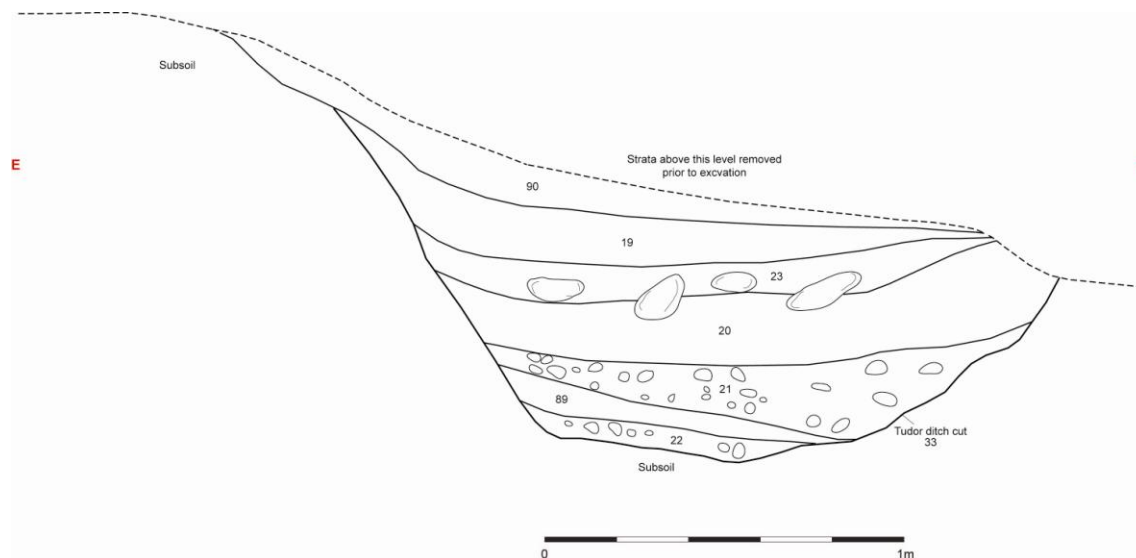 Subsoil
E
Strata above this level removed
prior to excvation
90
19
23
20
21
89
22
Tudor ditch cut
33
Subsoil
0
1m